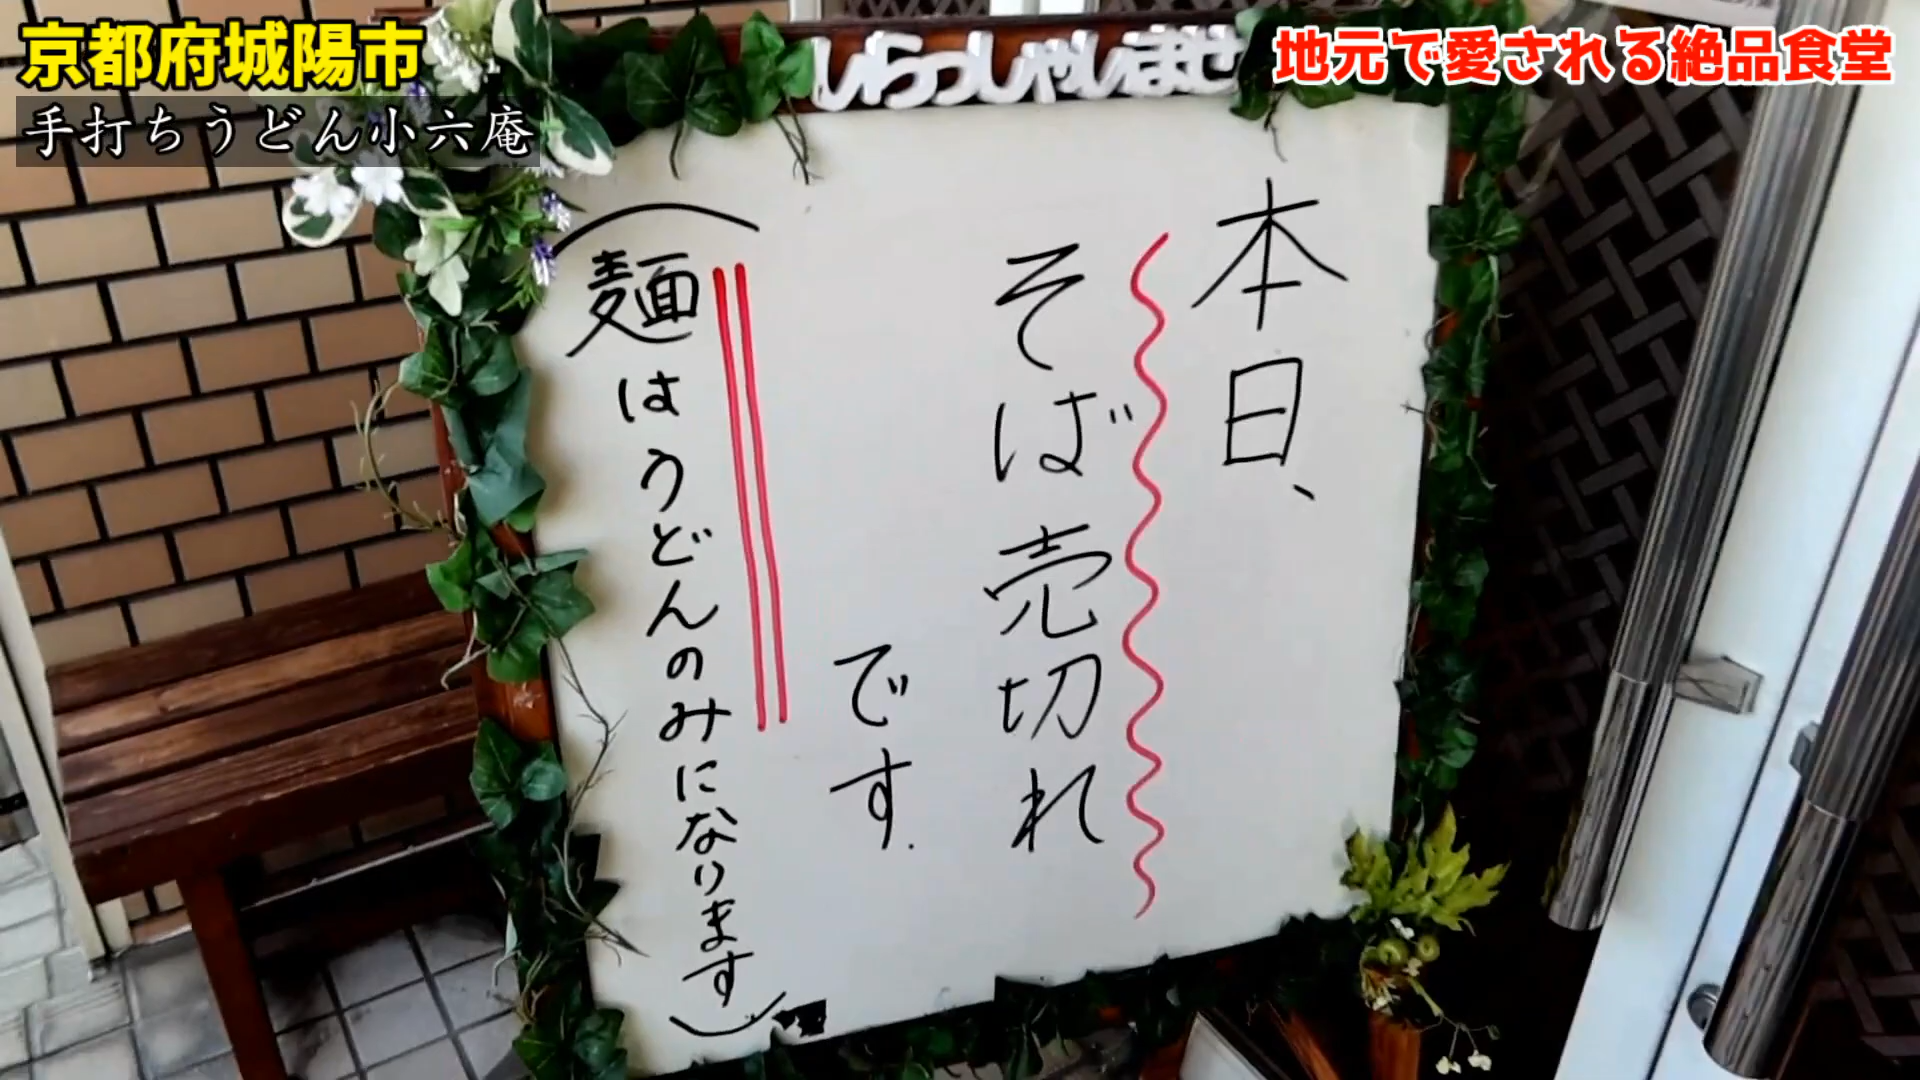 京都府城陽市
手打ちうどん小六庵
地元で愛される絶品食堂
いらっしゃいませ
本日、
そば売切れ
です.
(麺はうどんのみになります)